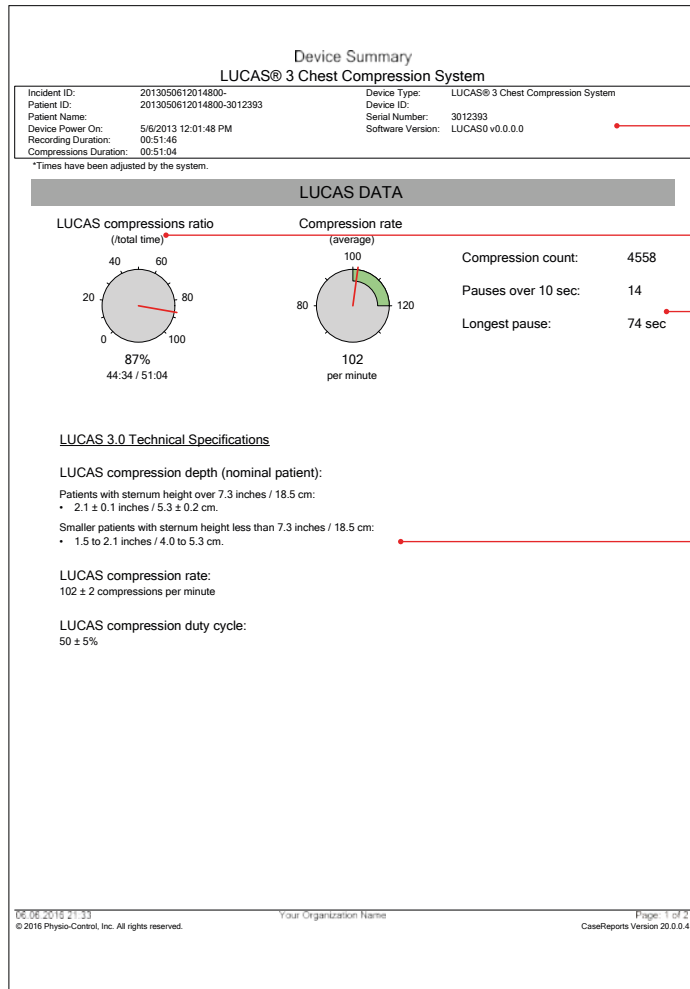 Device Summary
LUCAS® 3 Chest Compression System
Incident ID: 2013050612014800-
Patient ID: 2013050612014800-3012393
Patient Name:
Device Power On: 5/6/2013 12:01:48 PM
Recording Duration: 00:51:46
Compressions Duration: 00:51:04
Device Type: LUCAS® 3 Chest Compression System
Device ID:
Serial Number: 3012393
Software Version: LUCAS0 v0.0.0.0
*Times have been adjusted by the system.
LUCAS DATA
LUCAS compressions ratio
(/total time)
40 60
20 80
0 100
87%
44:34 / 51:04
Compression rate
(average)
100
80 120
102
per minute
Compression count: 4558
Pauses over 10 sec: 14
Longest pause: 74 sec
LUCAS 3.0 Technical Specifications
LUCAS compression depth (nominal patient):
Patients with sternum height over 7.3 inches / 18.5 cm:
• 2.1 ± 0.1 inches / 5.3 ± 0.2 cm.
Smaller patients with sternum height less than 7.3 inches / 18.5 cm:
• 1.5 to 2.1 inches / 4.0 to 5.3 cm.
LUCAS compression rate:
102 ± 2 compressions per minute
LUCAS compression duty cycle:
50 ± 5%
06.06.2016 21:33 Your Organization Name Page: 1 of 2
© 2016 Physio-Control, Inc. All rights reserved. CaseReports Version 20.0.0.4